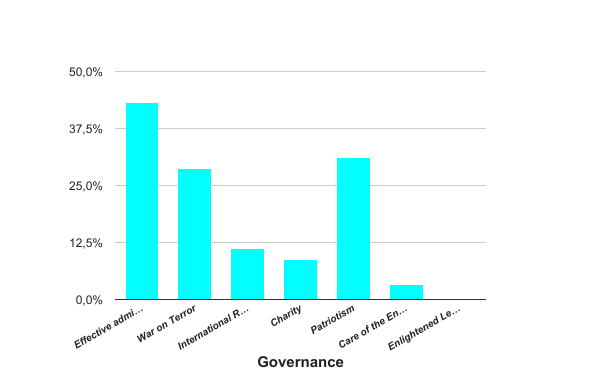 50,0%
37,5%
25,0%
12,5%
0,0%
Effective admi…
War on Terror
International R…
Charity
Patriotism
Care of the En…
Enlightened Le…
Governance